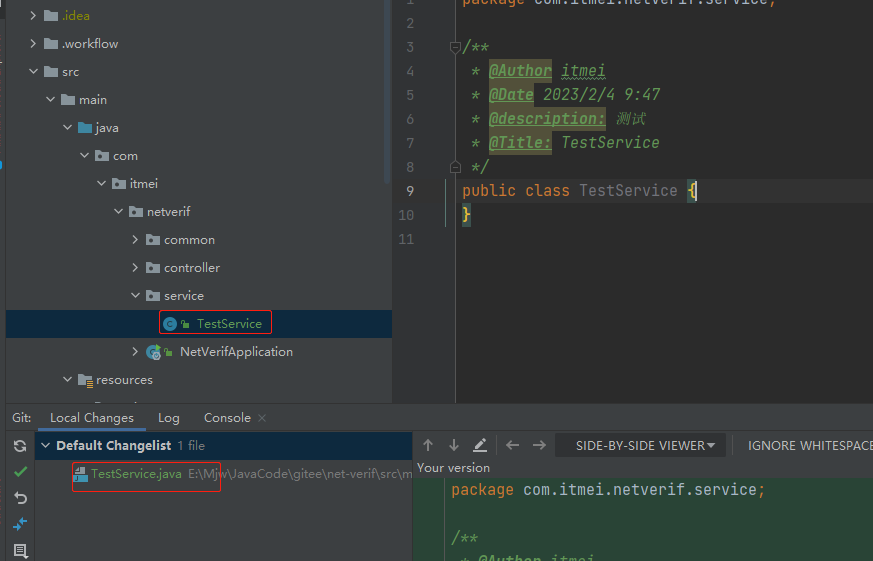 .idea
.workflow
src
main
java
com
itmei
netverif
common
controller
service
TestService
NetVerifApplication
resources
1 package com.itmei.netverif.service;
2
3 /**
4 * @Author itmei
5 * @Date 2023/2/4 9:47
6 * @description: 测试
7 * @Title: TestService
8 */
9 public class TestService {
10 }
11
Git: Local Changes Log Console
Default Changelist 1 file
TestService.java E:\Mjw\JavaCode\gitee\net-verif\src\m
SIDE-BY-SIDE VIEWER IGNORE WHITESPACE
Your version
package com.itmei.netverif.service;
/**
* @Author itmei